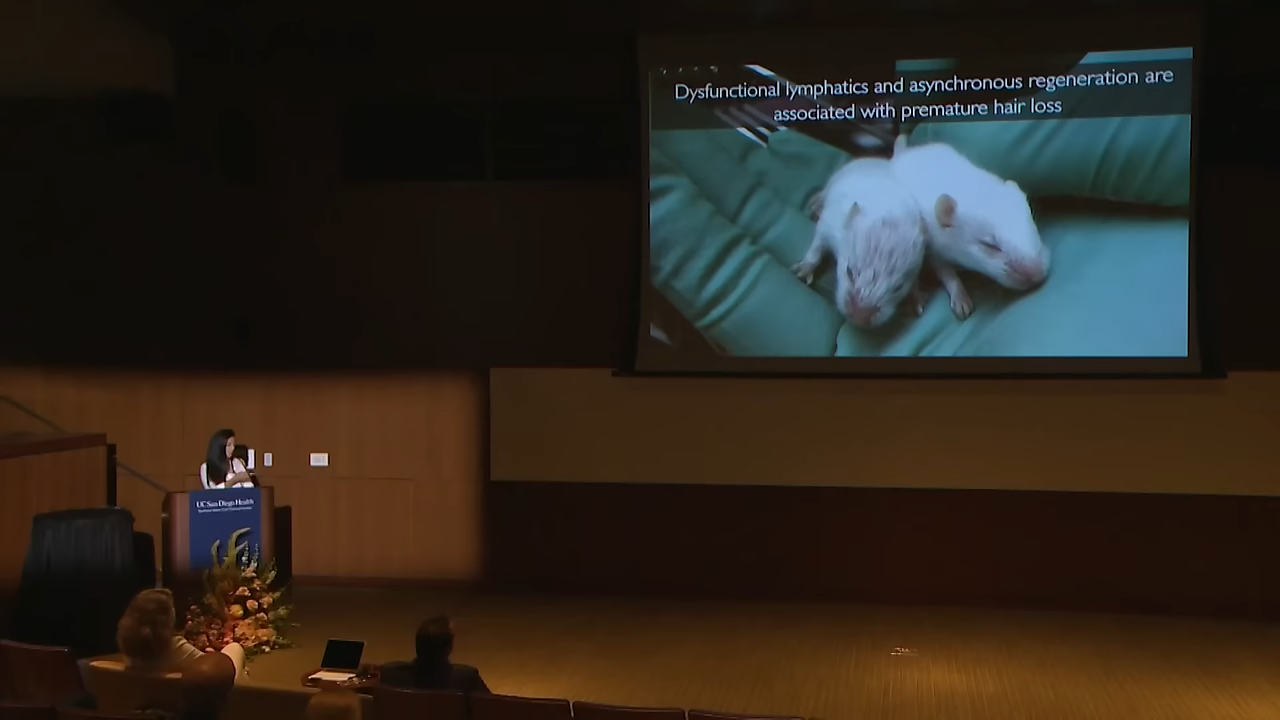 Dysfunctional lymphatics and asynchronous regeneration are
associated with premature hair loss
UC San Diego Health